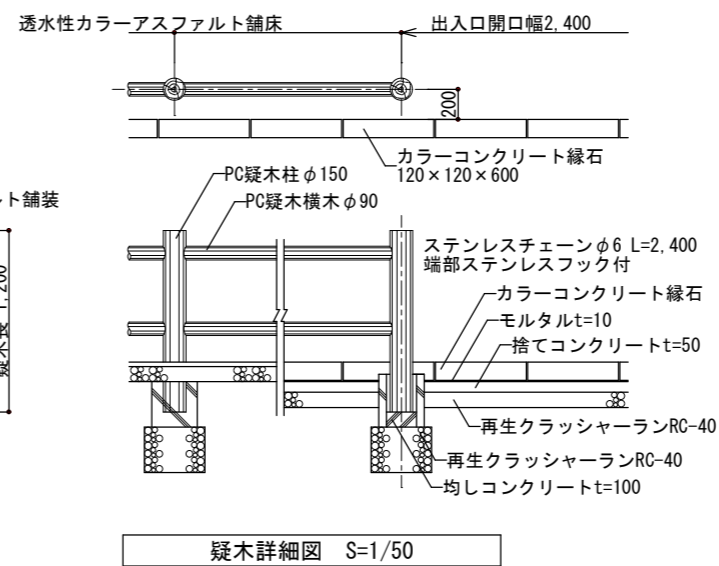 透水性カラーアスファルト舗床
出入口開口幅2,400
200
カラーコンクリート縁石
120×120×600
PC疑木柱φ150
PC疑木横木φ90
ト舗装
ステンレスチェーンφ6 L=2,400
端部ステンレスフック付
カラーコンクリート縁石
モルタルt=10
捨てコンクリートt=50
再生クラッシャーランRC-40
再生クラッシャーランRC-40
均しコンクリートt=100
疑木詳細図 S=1/50